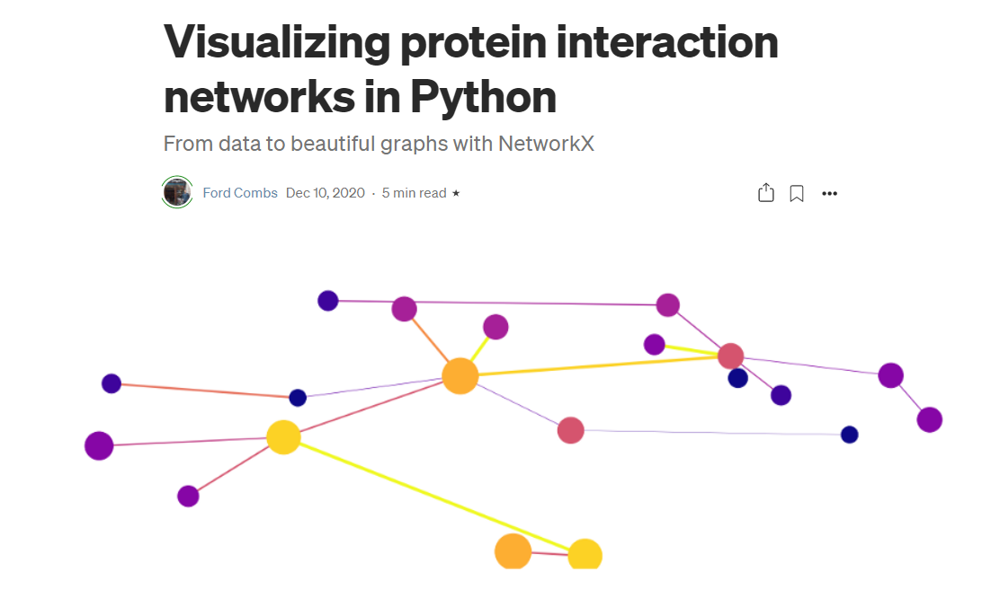 Visualizing protein interaction
networks in Python
From data to beautiful graphs with NetworkX
Ford Combs Dec 10, 2020 · 5 min read ★